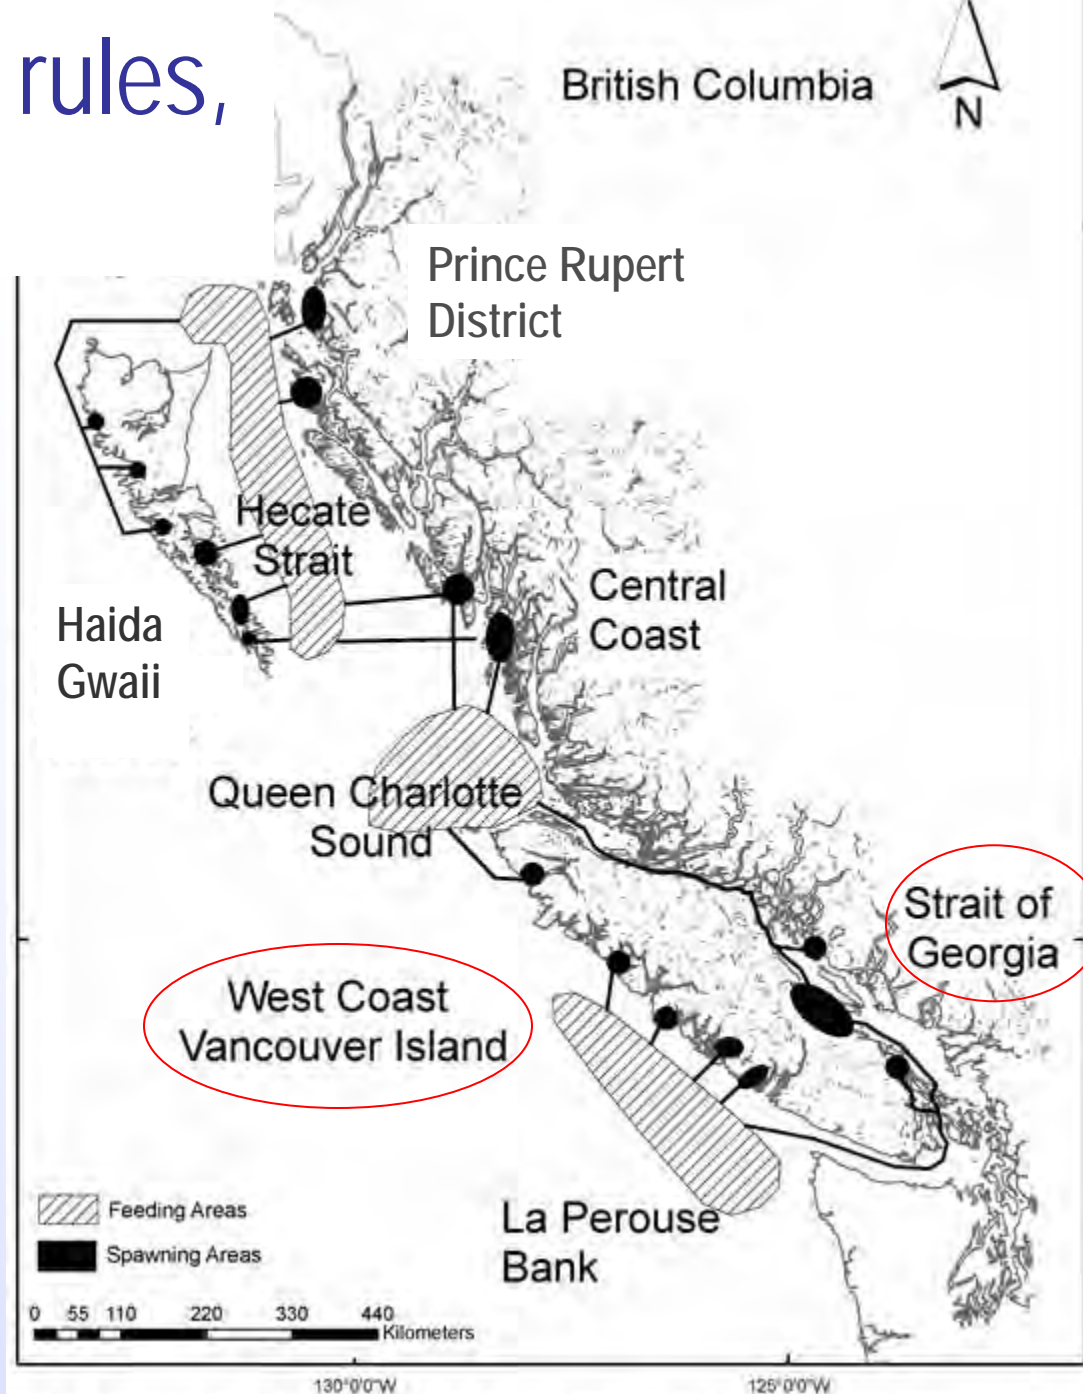 rules,
British Columbia
N
Prince Rupert
District
Hecate
Strait
Central
Coast
Haida
Gwaii
Queen Charlotte
Sound
Strait of
Georgia
West Coast
Vancouver Island
La Perouse
Bank
Feeding Areas
Spawning Areas
0 55 110 220 330 440
Kilometers
130°0'0"W 125°0'0"W